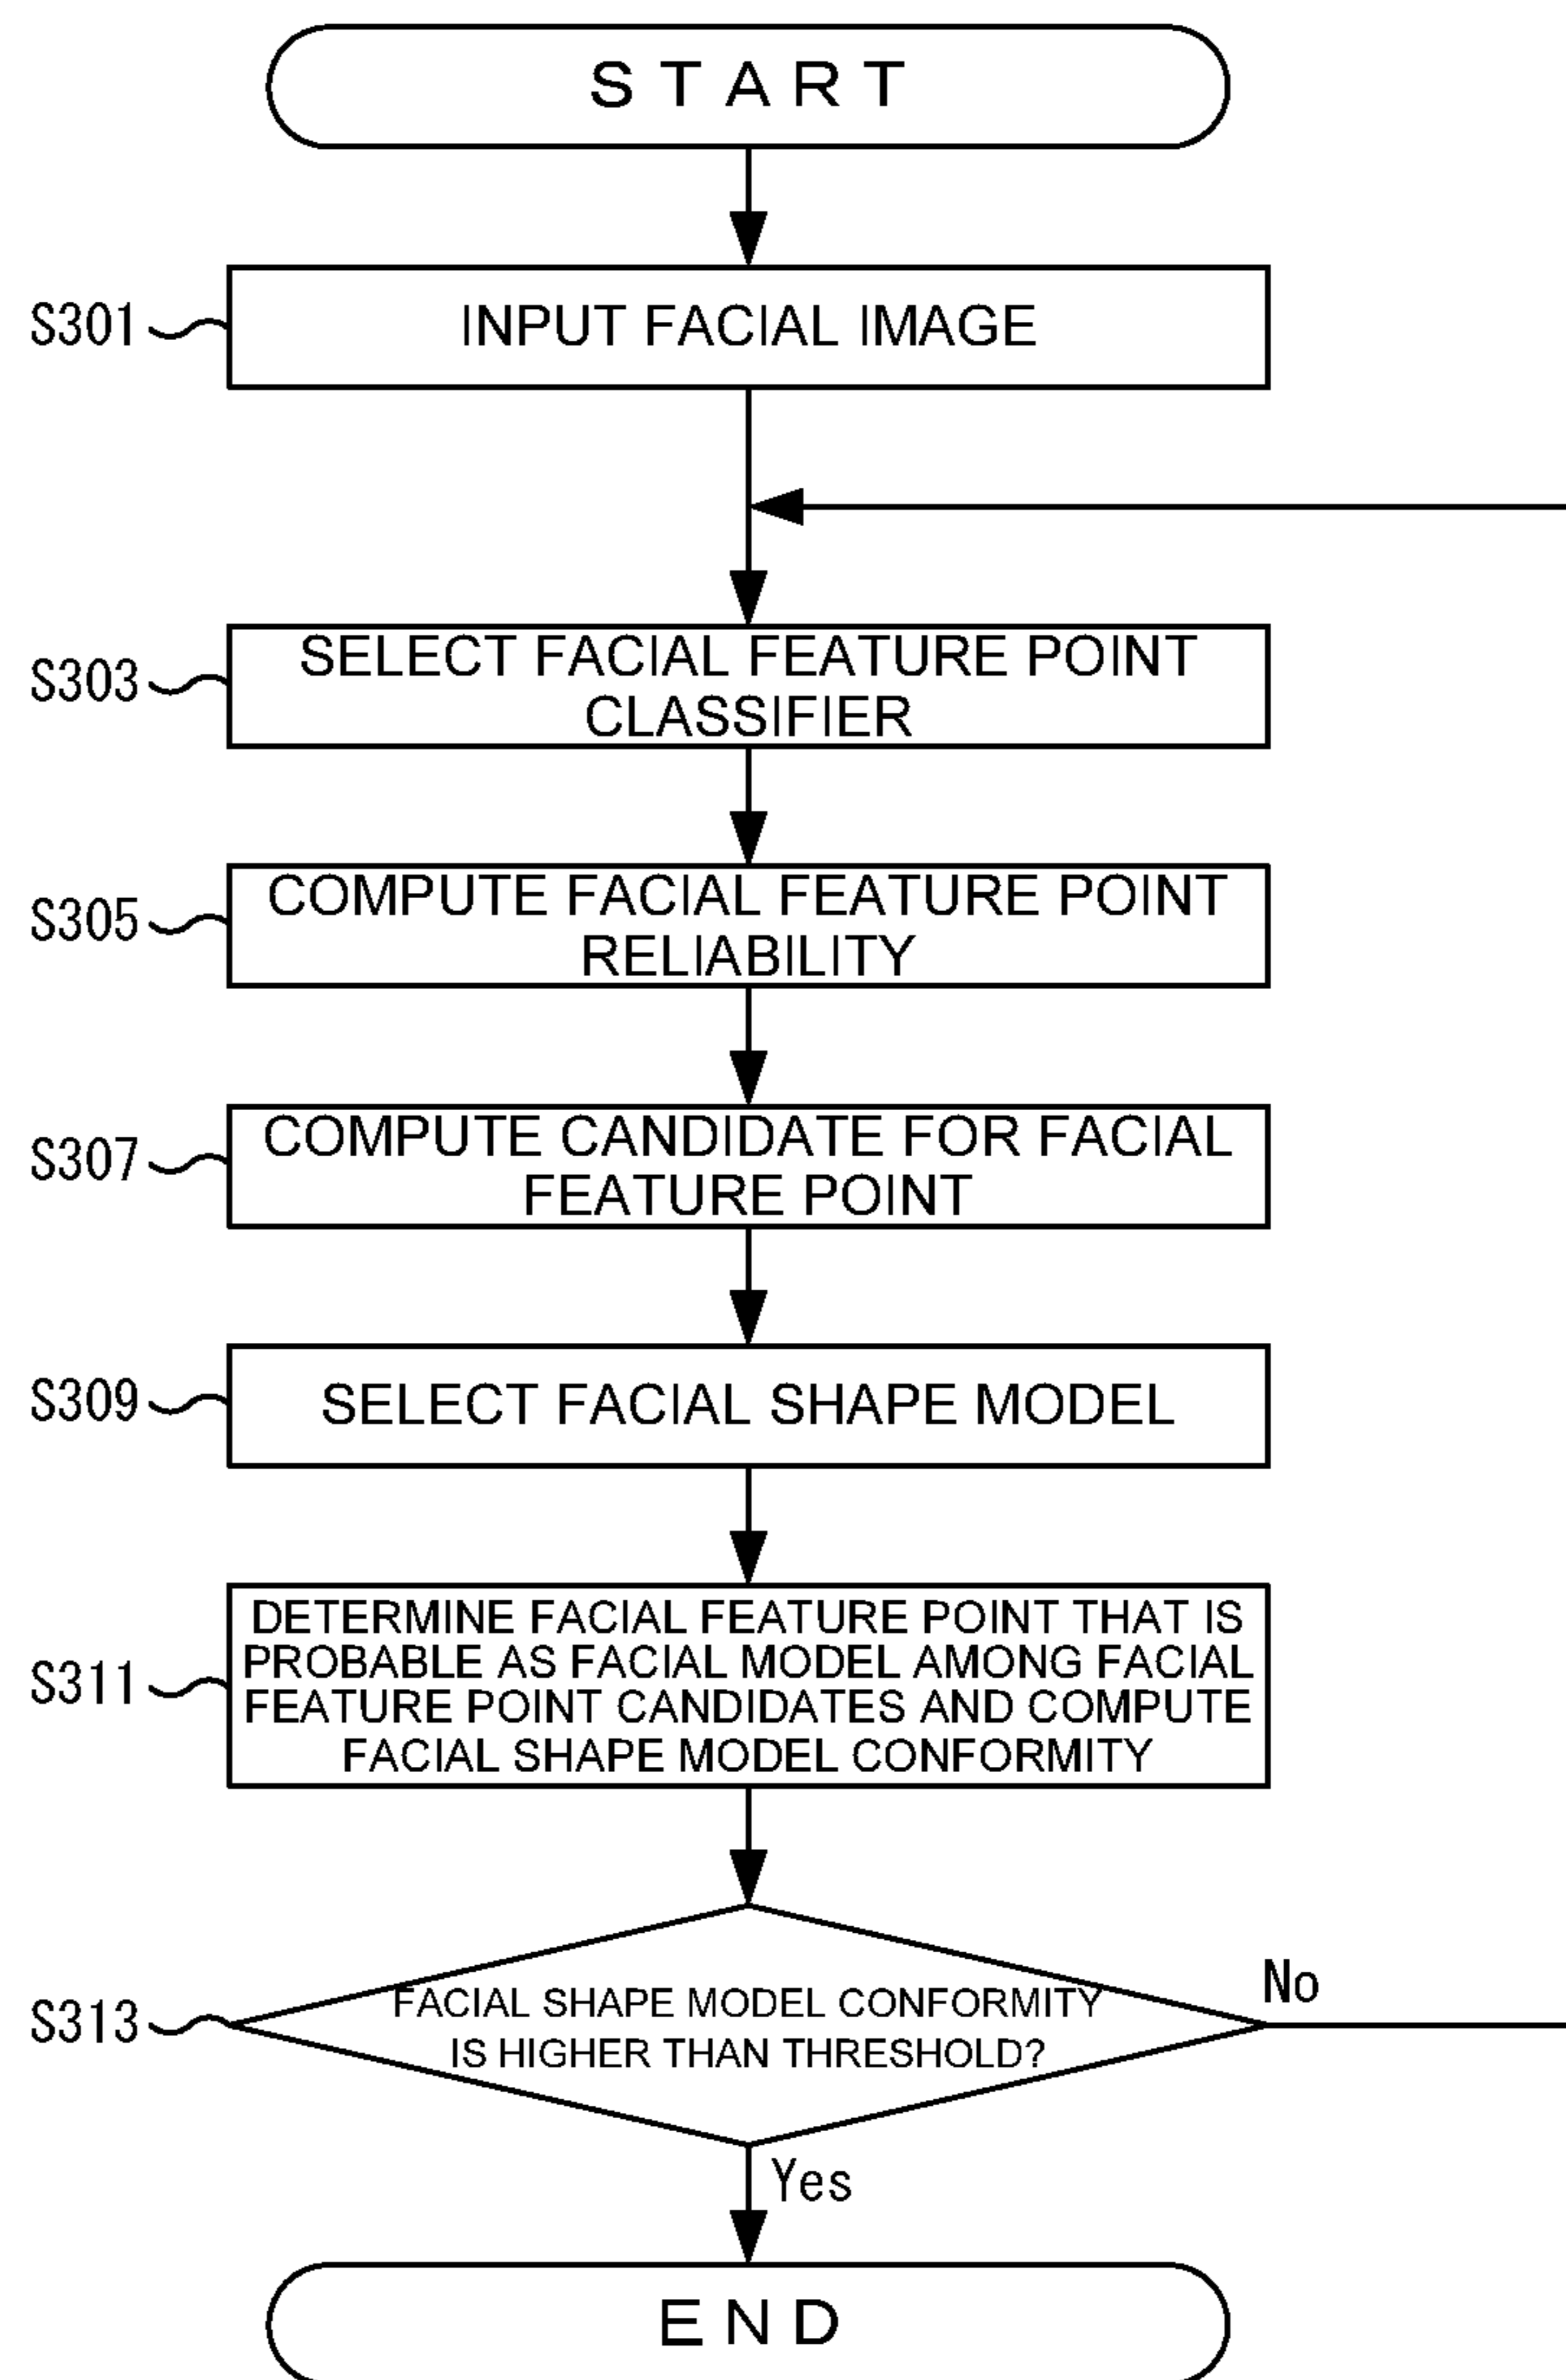 START
S301
INPUT FACIAL IMAGE
S303
SELECT FACIAL FEATURE POINT
CLASSIFIER
S305
COMPUTE FACIAL FEATURE POINT
RELIABILITY
S307
COMPUTE CANDIDATE FOR FACIAL
FEATURE POINT
S309
SELECT FACIAL SHAPE MODEL
S311
DETERMINE FACIAL FEATURE POINT THAT IS
PROBABLE AS FACIAL MODEL AMONG FACIAL
FEATURE POINT CANDIDATES AND COMPUTE
FACIAL SHAPE MODEL CONFORMITY
S313
FACIAL SHAPE MODEL CONFORMITY
IS HIGHER THAN THRESHOLD?
No
Yes
END